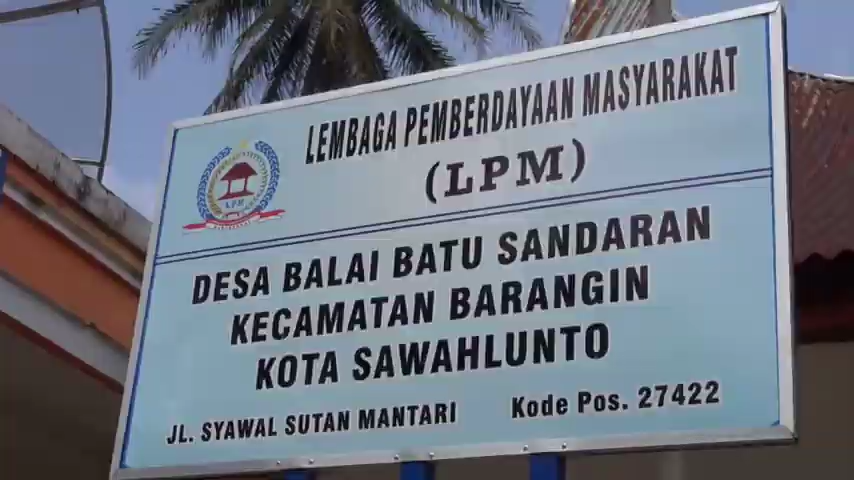 LEMBAGA PEMBERDAYAAN MASYARAKAT
(LPM)
LPM
DESA BALAI BATU SANDARAN
KECAMATAN BARANGIN
KOTA SAWAHLUNTO
JL. SYAWAL SUTAN MANTARI Kode Pos. 27422